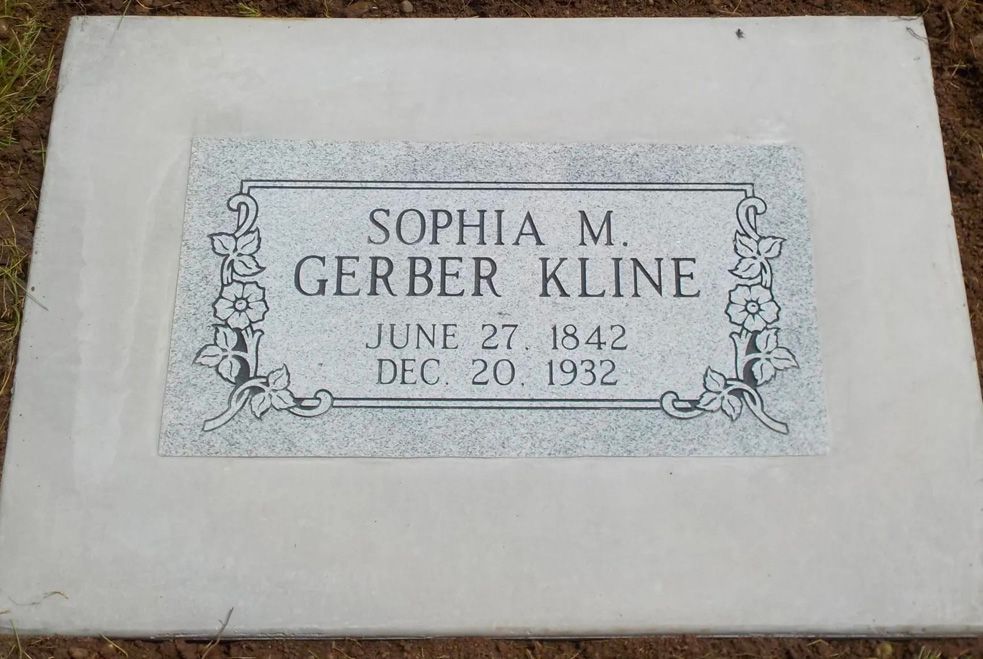 SOPHIA M.
GERBER KLINE
JUNE 27, 1842
DEC. 20, 1932